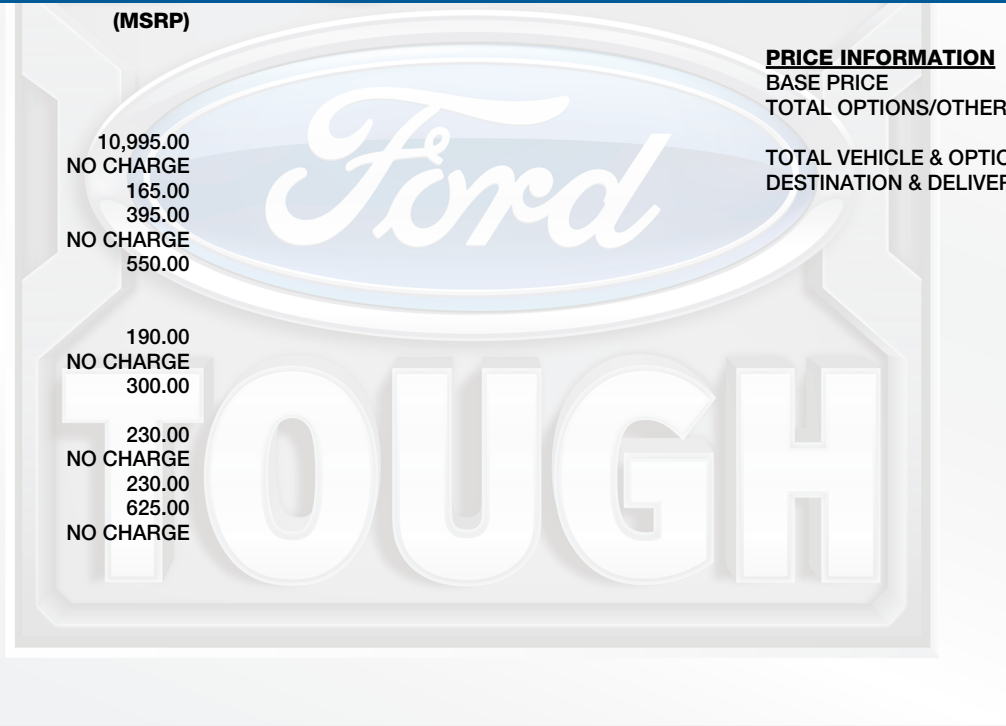 (MSRP)
10,995.00
NO CHARGE
165.00
395.00
NO CHARGE
550.00
190.00
NO CHARGE
300.00
230.00
NO CHARGE
230.00
625.00
NO CHARGE
PRICE INFORMATION
BASE PRICE
TOTAL OPTIONS/OTHER
TOTAL VEHICLE & OPTIO
DESTINATION & DELIVER
Ford
TOUGH